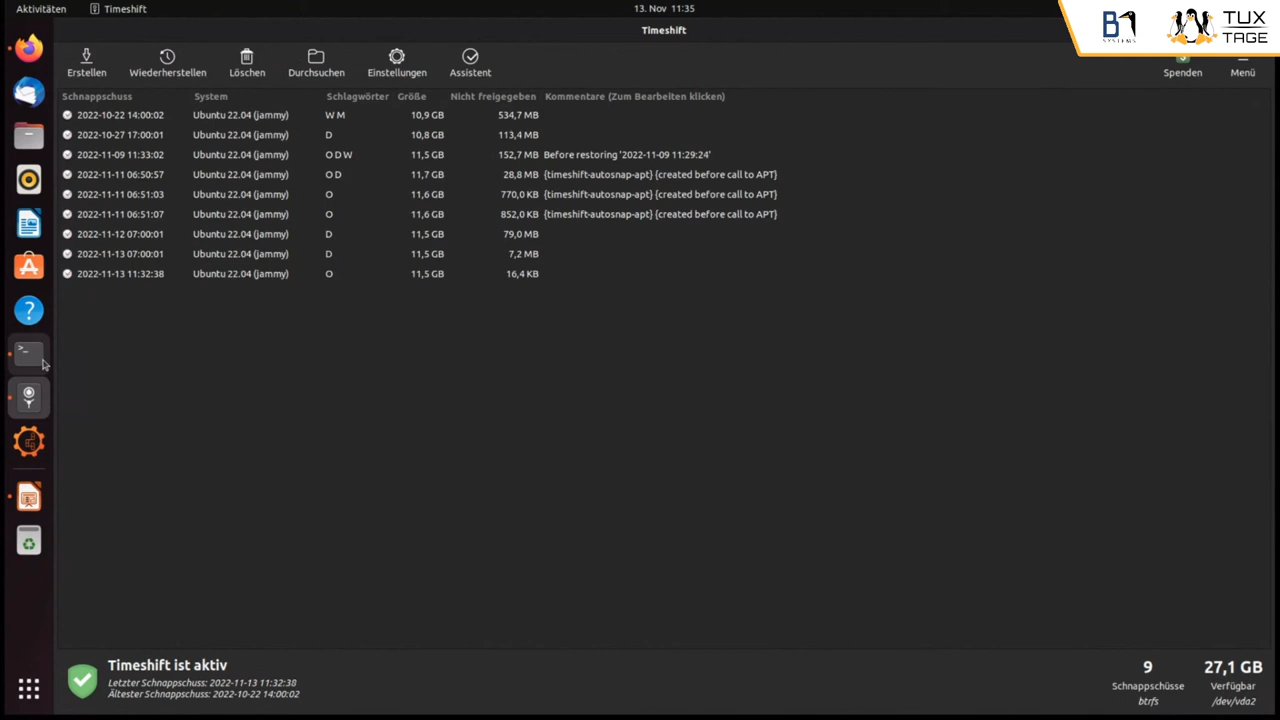 Aktivitäten Timeshift 13. Nov 11:35
B1 SYSTEMS TUX TAGE
Timeshift
Erstellen Wiederherstellen Löschen Durchsuchen Einstellungen Assistent Spenden Menü
Schnappschuss System Schlagwörter Größe Nicht freigegeben Kommentare (Zum Bearbeiten klicken)
2022-10-22 14:00:02 Ubuntu 22.04 (jammy) W M 10,9 GB 534,7 MB
2022-10-27 17:00:01 Ubuntu 22.04 (jammy) D 10,8 GB 113,4 MB
2022-11-09 11:33:02 Ubuntu 22.04 (jammy) O D W 11,5 GB 152,7 MB Before restoring '2022-11-09 11:29:24'
2022-11-11 06:50:57 Ubuntu 22.04 (jammy) O D 11,7 GB 28,8 MB {timeshift-autosnap-apt} {created before call to APT}
2022-11-11 06:51:03 Ubuntu 22.04 (jammy) O 11,6 GB 770,0 KB {timeshift-autosnap-apt} {created before call to APT}
2022-11-11 06:51:07 Ubuntu 22.04 (jammy) O 11,6 GB 852,0 KB {timeshift-autosnap-apt} {created before call to APT}
2022-11-12 07:00:01 Ubuntu 22.04 (jammy) D 11,5 GB 79,0 MB
2022-11-13 07:00:01 Ubuntu 22.04 (jammy) D 11,5 GB 7,2 MB
2022-11-13 11:32:38 Ubuntu 22.04 (jammy) O 11,5 GB 16,4 KB
Timeshift ist aktiv
Letzter Schnappschuss: 2022-11-13 11:32:38
Ältester Schnappschuss: 2022-10-22 14:00:02
9 27,1 GB
Schnappschüsse Verfügbar
btrfs /dev/vda2